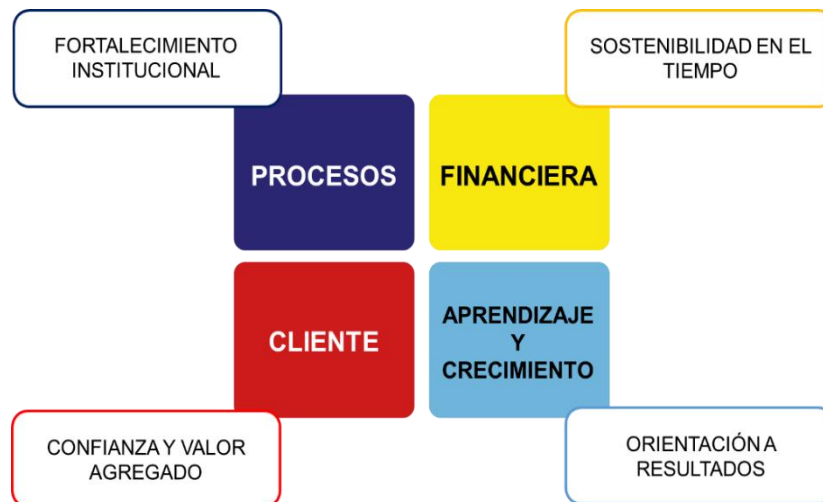 FORTALECIMIENTO
INSTITUCIONAL
SOSTENIBILIDAD EN EL
TIEMPO
PROCESOS
FINANCIERA
CLIENTE
APRENDIZAJE
Y
CRECIMIENTO
CONFIANZA Y VALOR
AGREGADO
ORIENTACIÓN A
RESULTADOS